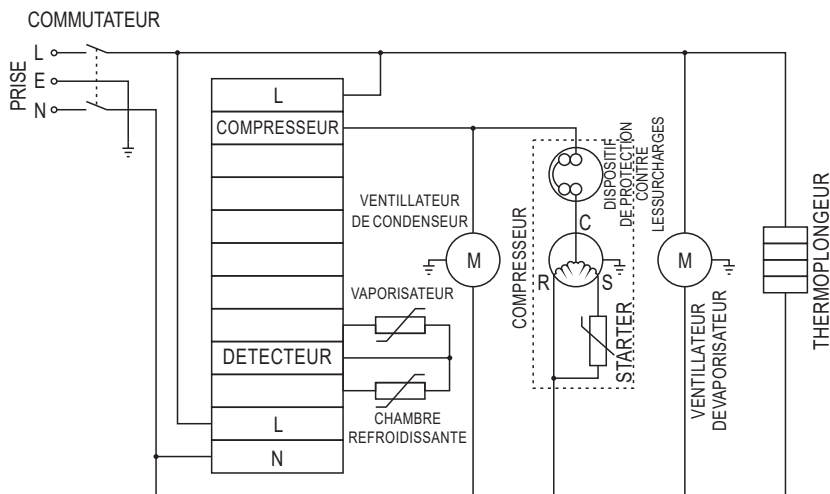 COMMUTATEUR
L
E
N
PRISE
L
COMPRESSEUR
DETECTEUR
L
N
VENTILLATEUR
DE CONDENSEUR
M
VAPORISATEUR
CHAMBRE
REFROIDISSANTE
COMPRESSEUR
DISPOSITIF
DE PROTECTION
CONTRE
LESSURCHARGES
C
R
S
STARTER
M
VENTILLATEUR
DEVAPORISATEUR
THERMOPLONGEUR